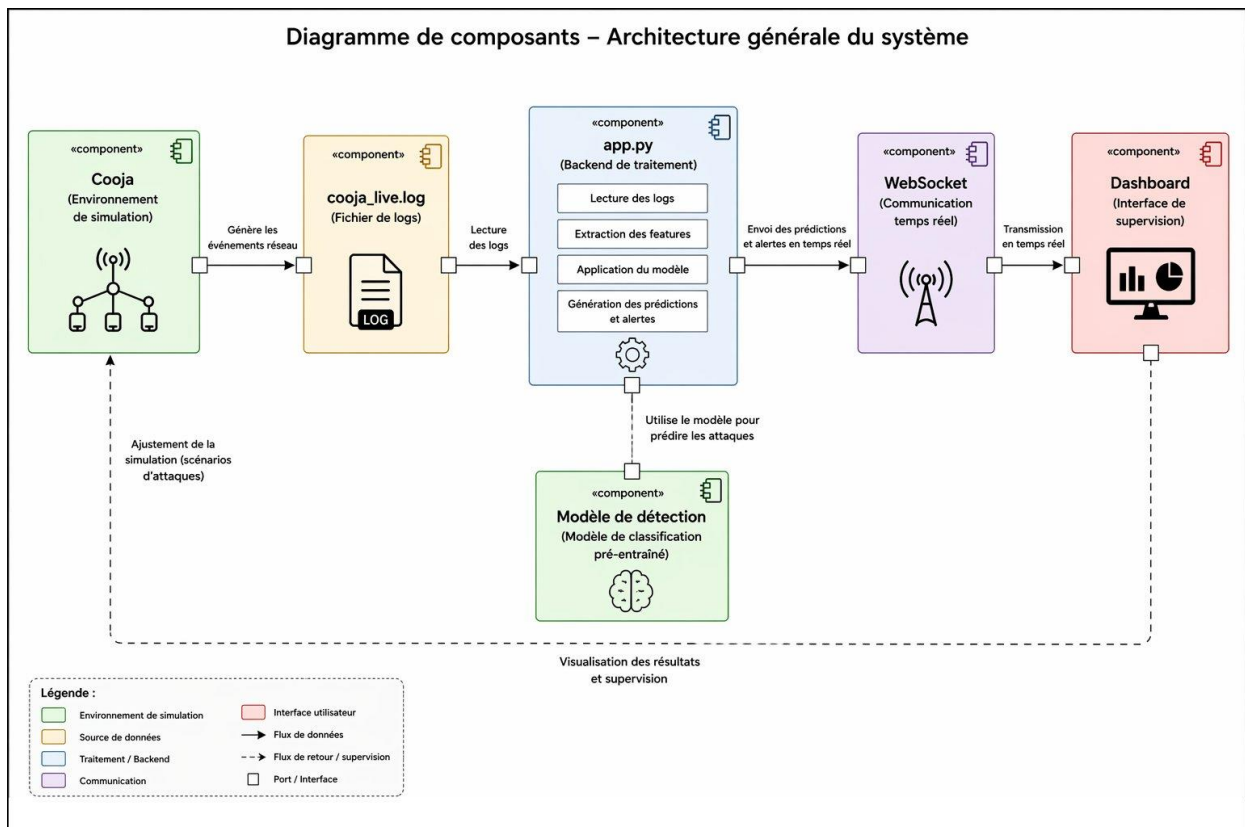 Diagramme de composants – Architecture générale du système
«component»
Cooja
(Environnement
de simulation)
Génère les
événements réseau
«component»
cooja_live.log
(Fichier de logs)
LOG
Lecture
des logs
«component»
app.py
(Backend de traitement)
Lecture des logs
Extraction des features
Application du modèle
Génération des prédictions
et alertes
Envoi des prédictions
et alertes en temps réel
«component»
WebSocket
(Communication
temps réel)
Transmission
en temps réel
«component»
Dashboard
(Interface de
supervision)
Utilise le modèle pour
prédire les attaques
Ajustement de la
simulation (scénarios
d'attaques)
«component»
Modèle de détection
(Modèle de classification
pré-entraîné)
Visualisation des résultats
et supervision
Légende :
Environnement de simulation
Source de données
Traitement / Backend
Communication
Interface utilisateur
Flux de données
Flux de retour / supervision
Port / Interface